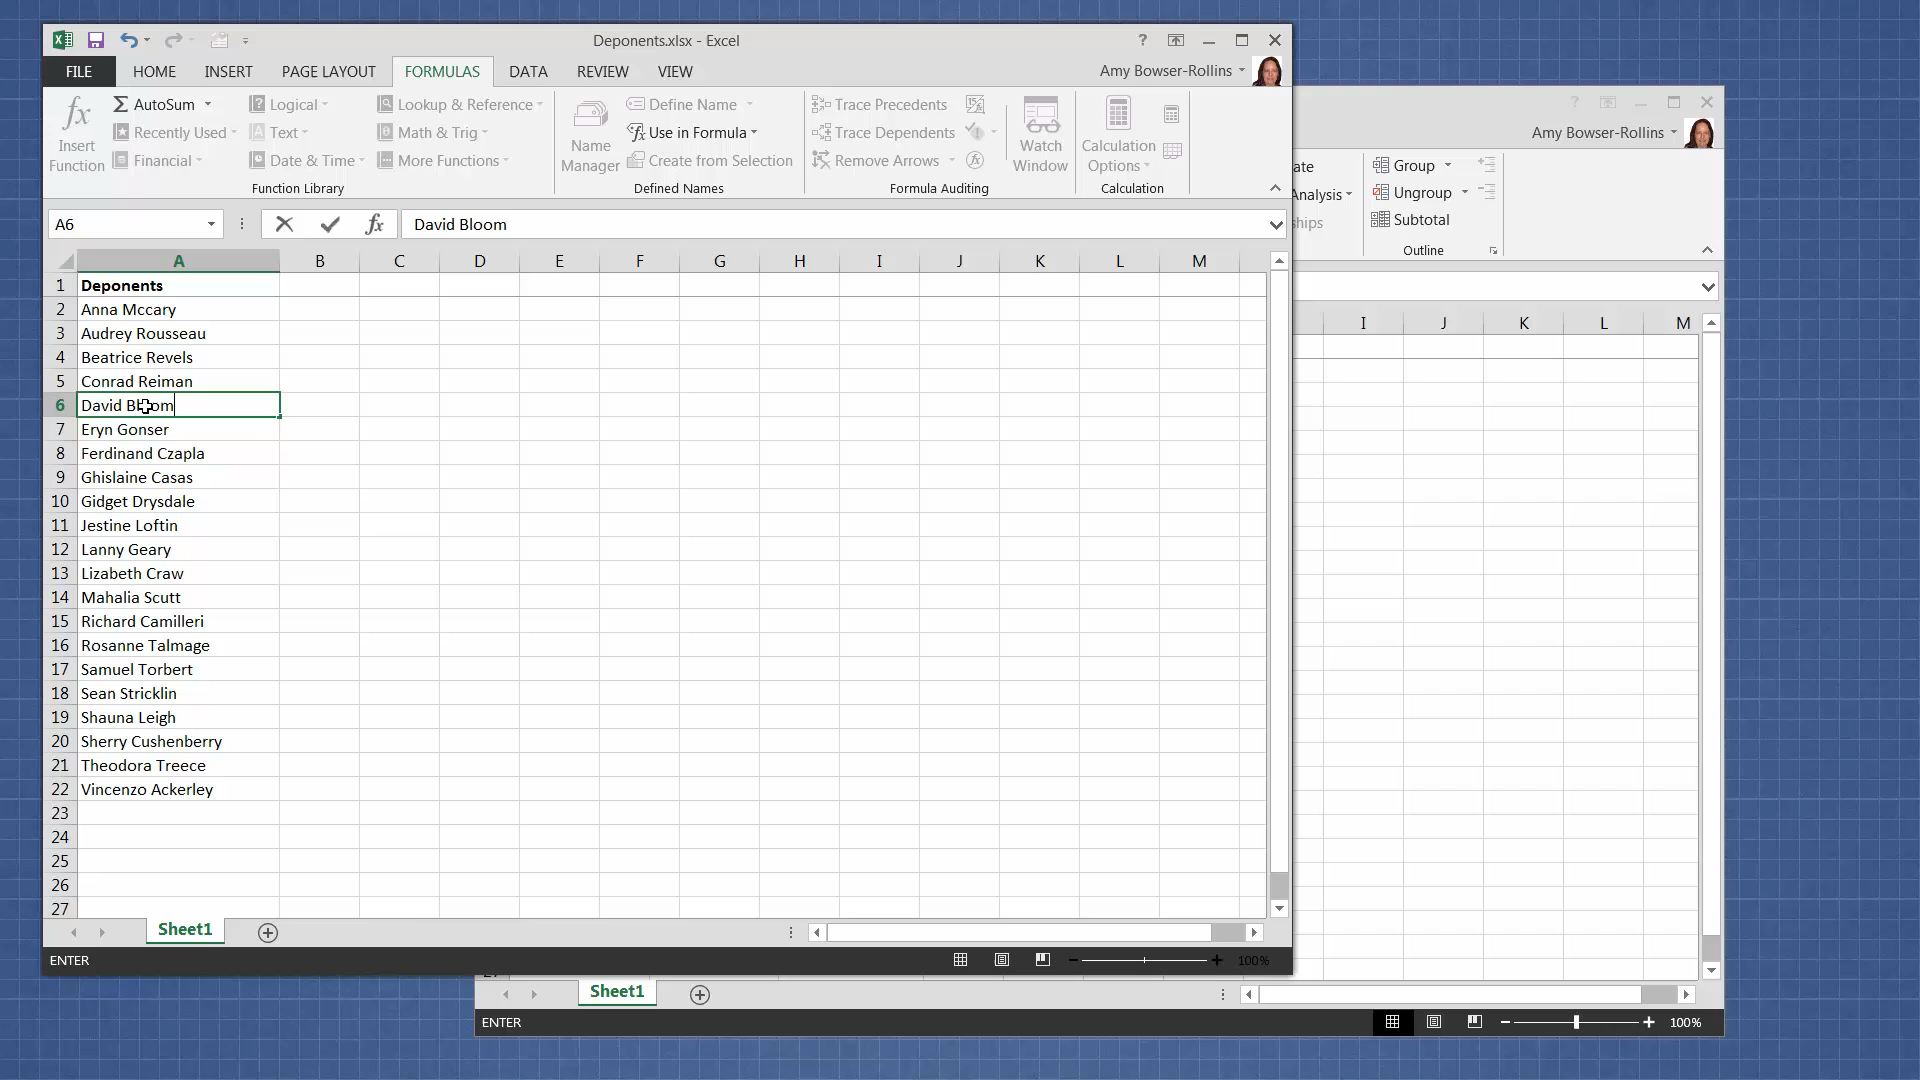 Deponents.xlsx - Excel
?
FILE HOME INSERT PAGE LAYOUT FORMULAS DATA REVIEW VIEW
Amy Bowser-Rollins
fx
Insert
Function
AutoSum
Recently Used
Financial
Logical
Text
Date & Time
Lookup & Reference
Math & Trig
More Functions
Function Library
Name
Manager
Define Name
Use in Formula
Create from Selection
Defined Names
Trace Precedents
Trace Dependents
Remove Arrows
Formula Auditing
Watch
Window
Calculation
Options
Calculation
A6
fx
David Bloom
A B C D E F G H I J K L M
1 Deponents
2 Anna Mccary
3 Audrey Rousseau
4 Beatrice Revels
5 Conrad Reiman
6 David Bloom
7 Eryn Gonser
8 Ferdinand Czapla
9 Ghislaine Casas
10 Gidget Drysdale
11 Jestine Loftin
12 Lanny Geary
13 Lizabeth Craw
14 Mahalia Scutt
15 Richard Camilleri
16 Rosanne Talmage
17 Samuel Torbert
18 Sean Stricklin
19 Shauna Leigh
20 Sherry Cushenberry
21 Theodora Treece
22 Vincenzo Ackerley
23
24
25
26
27
Sheet1
ENTER
100%
?
Amy Bowser-Rollins
ate
Analysis
ships
Group
Ungroup
Subtotal
Outline
I J K L M
Sheet1
ENTER
100%